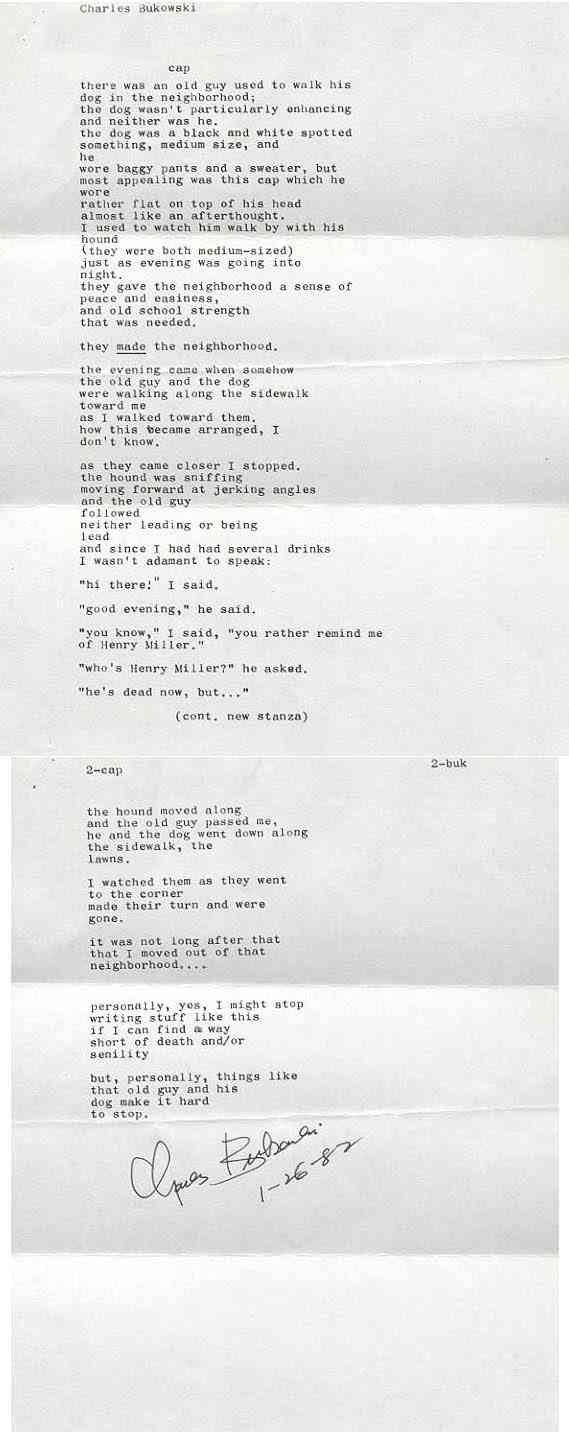 Charles Bukowski
cap
there was an old guy used to walk his
dog in the neighborhood;
the dog wasn't particularly enhancing
and neither was he.
the dog was a black and white spotted
something, medium size, and
he
wore baggy pants and a sweater, but
most appealing was this cap which he
wore
rather flat on top of his head
almost like an afterthought.
I used to watch him walk by with his
hound
(they were both medium-sized)
just as evening was going into
night.
they gave the neighborhood a sense of
peace and easiness,
and old school strength
that was needed.
they made the neighborhood.
the evening came when somehow
the old guy and the dog
were walking along the sidewalk
toward me
as I walked toward them.
how this became arranged, I
don't know.
as they came closer I stopped.
the hound was sniffing
moving forward at jerking angles
and the old guy
followed
neither leading or being
lead
and since I had had several drinks
I wasn't adamant to speak:
"hi there!" I said.
"good evening," he said.
"you know," I said, "you rather remind me
of Henry Miller."
"who's Henry Miller?" he asked.
"he's dead now, but..."
(cont. new stanza)
2-cap 2-buk
the hound moved along
and the old guy passed me,
he and the dog went down along
the sidewalk, the
lawns.
I watched them as they went
to the corner
made their turn and were
gone.
it was not long after that
that I moved out of that
neighborhood....
personally, yes, I might stop
writing stuff like this
if I can find a way
short of death and/or
senility
but, personally, things like
that old guy and his
dog make it hard
to stop.
Charles Bukowski
1-26-82